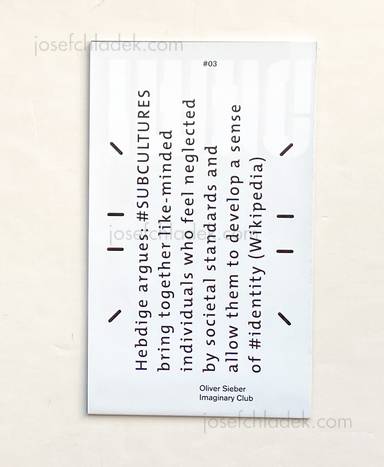 josefchladek.com
#03
Hebdige argues: #SUBCULTURES
bring together like-minded
individuals who feel neglected
by societal standards and
allow them to develop a sense
of #identity (Wikipedia)
josefchladek.com
Oliver Sieber
Imaginary Club
josefchladek.com